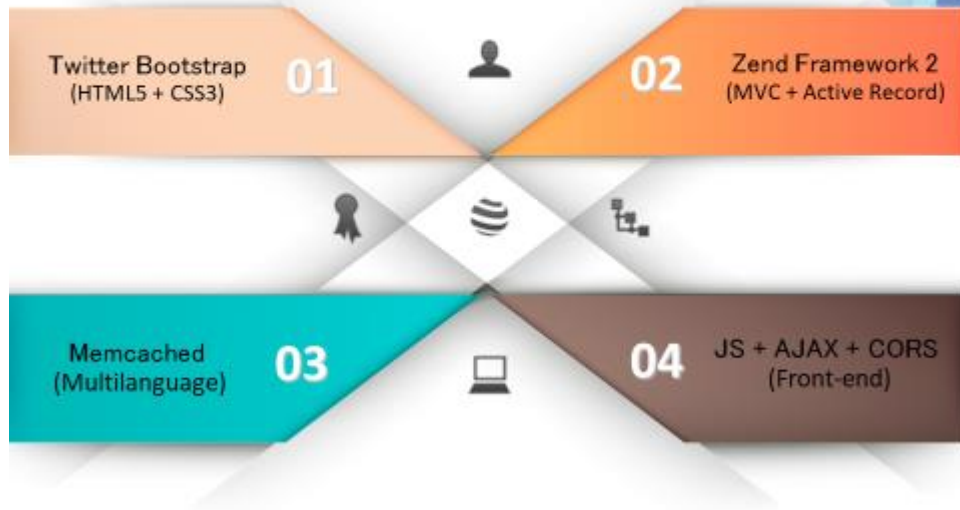 Twitter Bootstrap
(HTML5 + CSS3)
01
02
Zend Framework 2
(MVC + Active Record)
Memcached
(Multilanguage)
03
04
JS + AJAX + CORS
(Front-end)